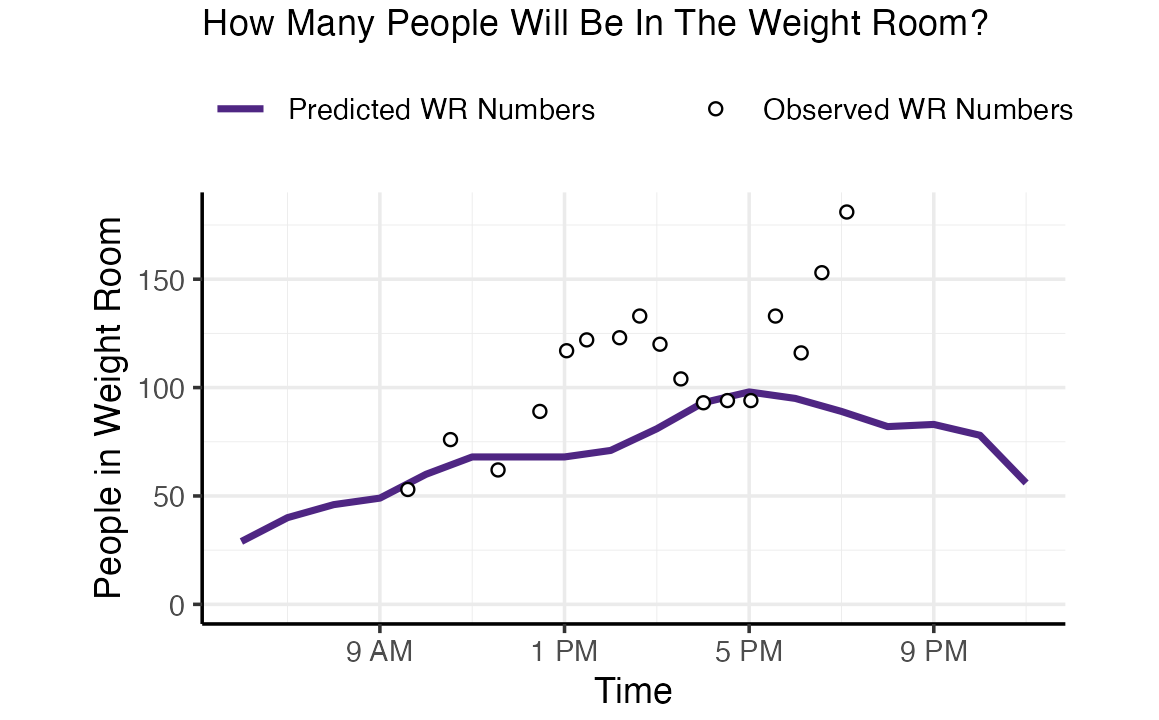 How Many People Will Be In The Weight Room?
Predicted WR Numbers
Observed WR Numbers
People in Weight Room
150
100
50
0
9 AM
1 PM
5 PM
9 PM
Time